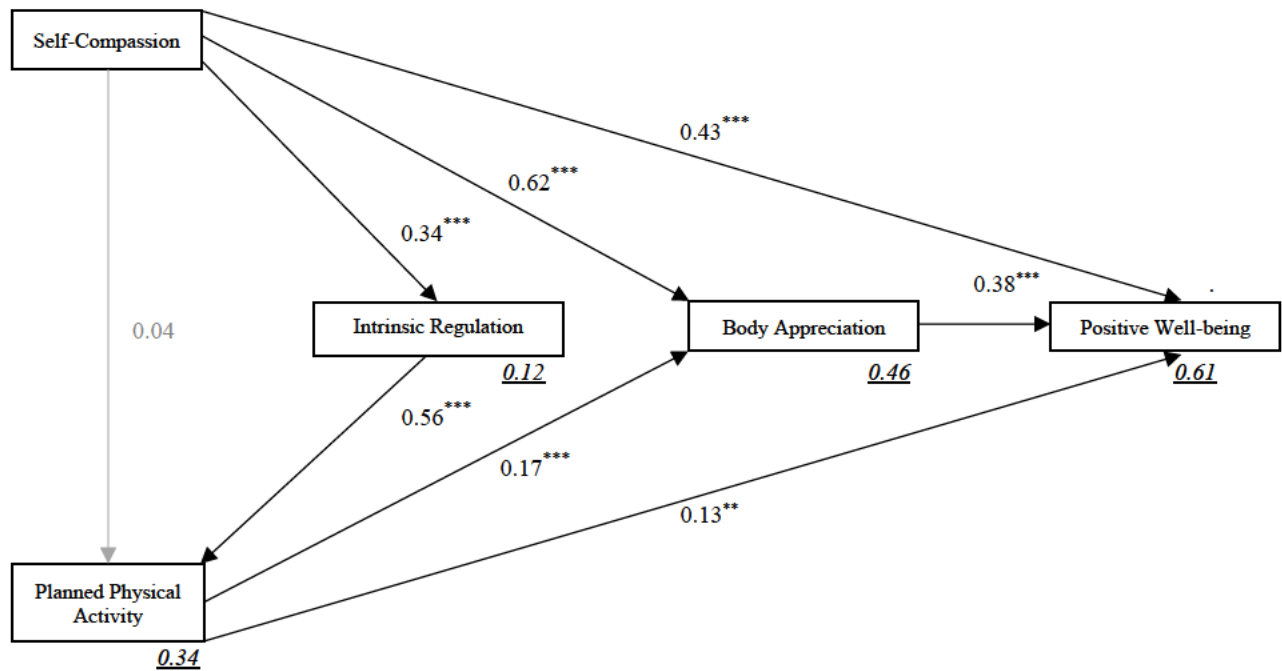 Self-Compassion
0.43***
0.62***
0.34***
0.38***
.
0.04
Intrinsic Regulation
Body Appreciation
Positive Well-being
0.12
0.46
0.61
0.56***
0.17***
0.13**
Planned Physical
Activity
0.34